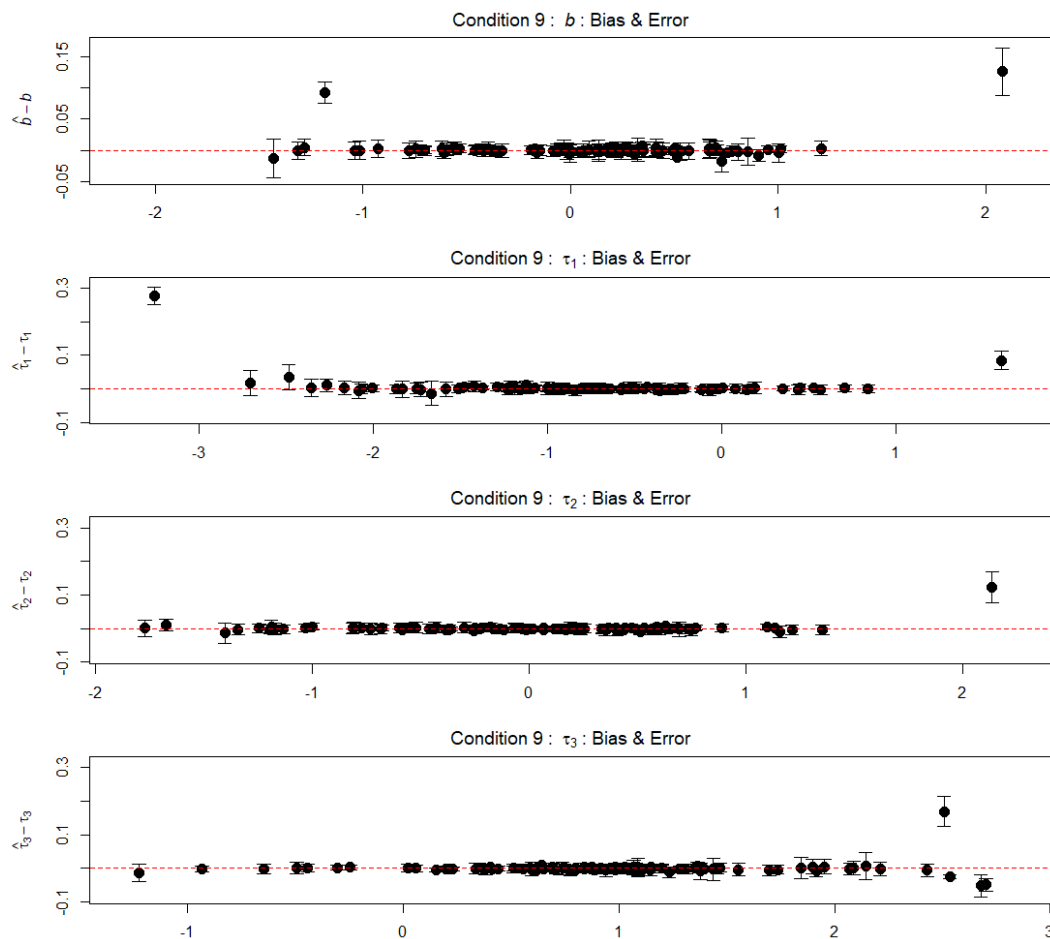 Condition 9 : b : Bias & Error
0.15
0.05
-0.05
b̂ − b
-2 -1 0 1 2
Condition 9 : τ1 : Bias & Error
0.3
0.1
-0.1
τ̂1 − τ1
-3 -2 -1 0 1
Condition 9 : τ2 : Bias & Error
0.3
0.1
-0.1
τ̂2 − τ2
-2 -1 0 1 2
Condition 9 : τ3 : Bias & Error
0.3
0.1
-0.1
τ̂3 − τ3
-1 0 1 2 3